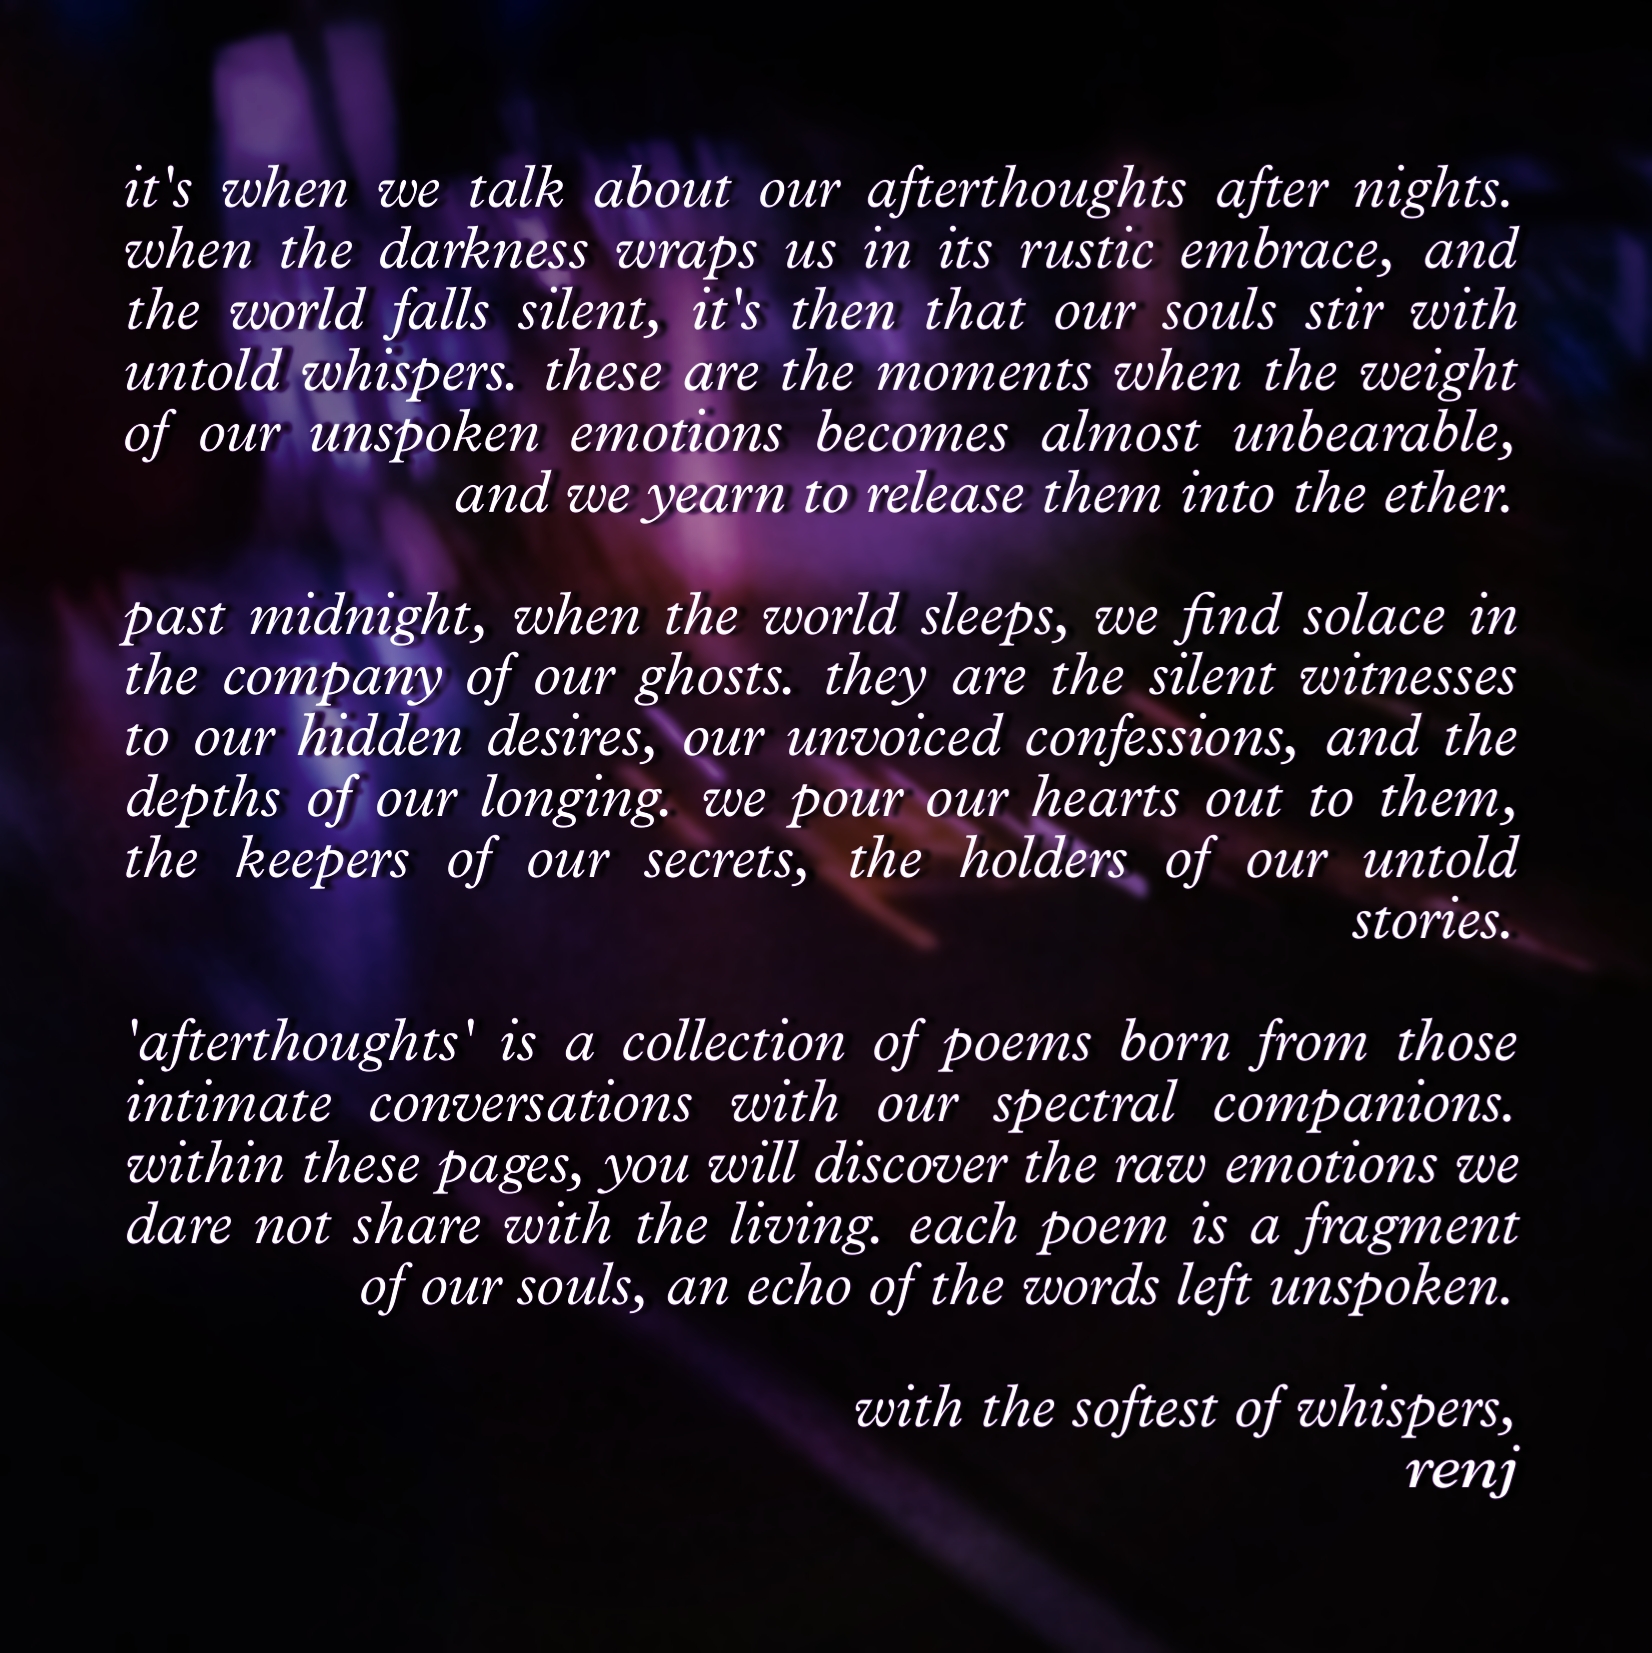 it's when we talk about our afterthoughts after nights.
when the darkness wraps us in its rustic embrace, and
the world falls silent, it's then that our souls stir with
untold whispers. these are the moments when the weight
of our unspoken emotions becomes almost unbearable,
and we yearn to release them into the ether.
past midnight, when the world sleeps, we find solace in
the company of our ghosts. they are the silent witnesses
to our hidden desires, our unvoiced confessions, and the
depths of our longing. we pour our hearts out to them,
the keepers of our secrets, the holders of our untold
stories.
'afterthoughts' is a collection of poems born from those
intimate conversations with our spectral companions.
within these pages, you will discover the raw emotions we
dare not share with the living. each poem is a fragment
of our souls, an echo of the words left unspoken.
with the softest of whispers,
renj